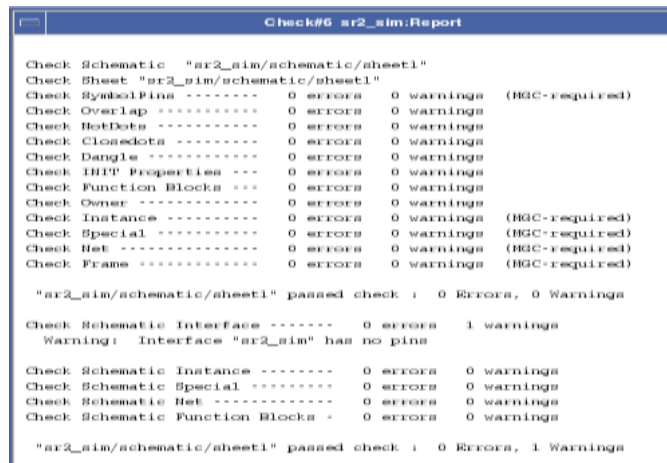 Check#6 sr2_sim:Report
Check Schematic "sr2_sim/schematic/sheet1"
Check Sheet "sr2_sim/schematic/sheet1"
Check SymbolPins -------- 0 errors 0 warnings (MGC-required)
Check Overlap ----------- 0 errors 0 warnings
Check NotDots ----------- 0 errors 0 warnings
Check Closedots --------- 0 errors 0 warnings
Check Dangle ------------ 0 errors 0 warnings
Check INIT Properties --- 0 errors 0 warnings
Check Function Blocks --- 0 errors 0 warnings
Check Owner ------------- 0 errors 0 warnings
Check Instance ---------- 0 errors 0 warnings (MGC-required)
Check Special ----------- 0 errors 0 warnings (MGC-required)
Check Net --------------- 0 errors 0 warnings (MGC-required)
Check Frame ------------- 0 errors 0 warnings (MGC-required)
"sr2_sim/schematic/sheet1" passed check : 0 Errors, 0 Warnings
Check Schematic Interface ------- 0 errors 1 warnings
Warning: Interface "sr2_sim" has no pins
Check Schematic Instance -------- 0 errors 0 warnings
Check Schematic Special --------- 0 errors 0 warnings
Check Schematic Net ------------- 0 errors 0 warnings
Check Schematic Function Blocks - 0 errors 0 warnings
"sr2_sim/schematic/sheet1" passed check : 0 Errors, 1 Warnings